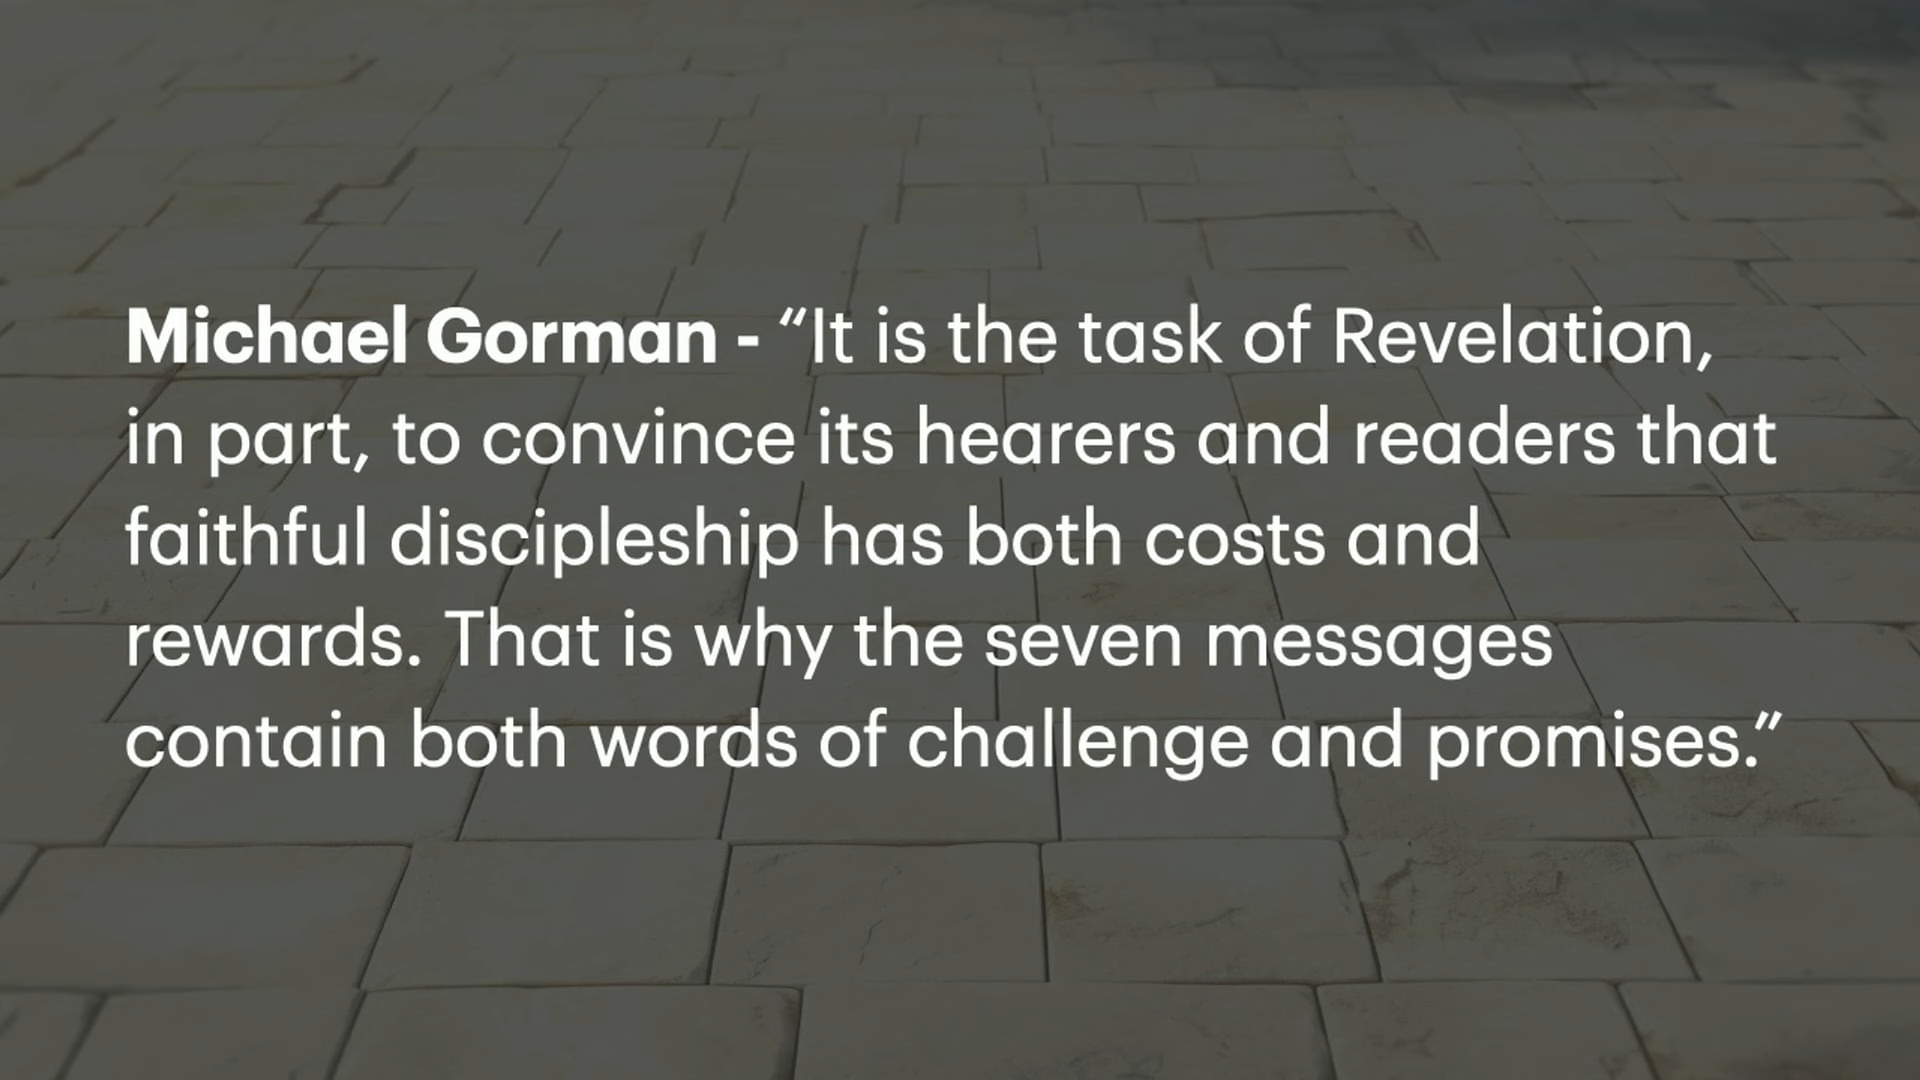 Michael Gorman - “It is the task of Revelation,
in part, to convince its hearers and readers that
faithful discipleship has both costs and
rewards. That is why the seven messages
contain both words of challenge and promises.”